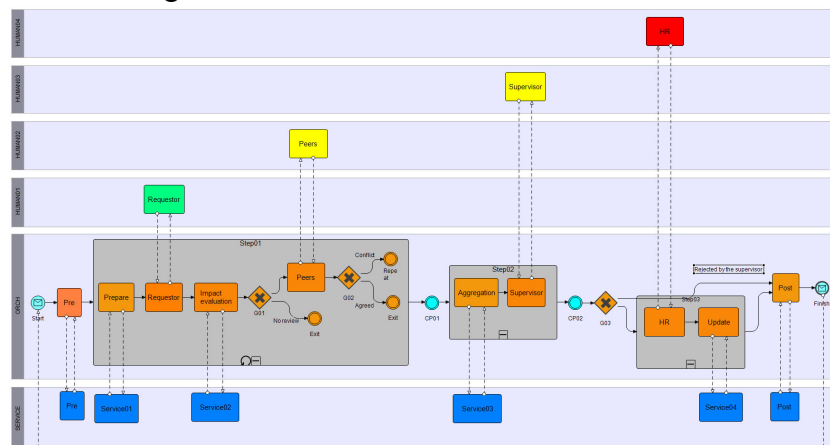 HUMAN04
HR
HUMAN03
Supervisor
HUMAN02
Peers
HUMAN01
Requestor
ORCH
Step01
Start
Pre
Prepare
Requestor
Impact
evaluation
G01
No review
Exit
Peers
G02
Conflict
Repe
at
Agreed
Exit
CP01
Step02
Aggregation
Supervisor
CP02
G03
Rejected by the supervisor
Step03
HR
Update
Post
Finish
SERVICE
Pre
Service01
Service02
Service03
Service04
Post